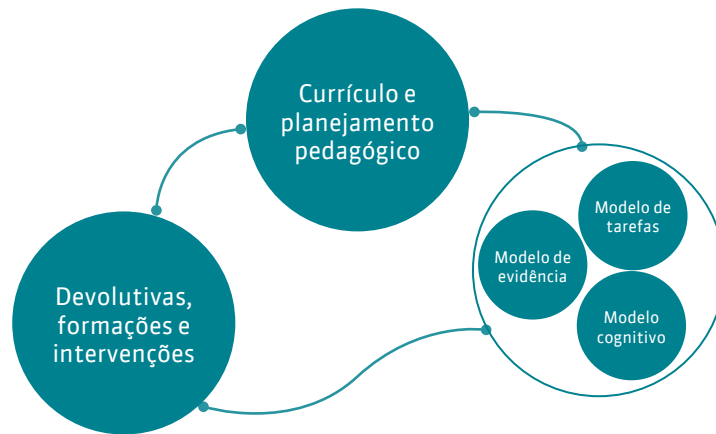 Currículo e
planejamento
pedagógico
Modelo de
tarefas
Modelo de
evidência
Modelo
cognitivo
Devolutivas,
formações e
intervenções